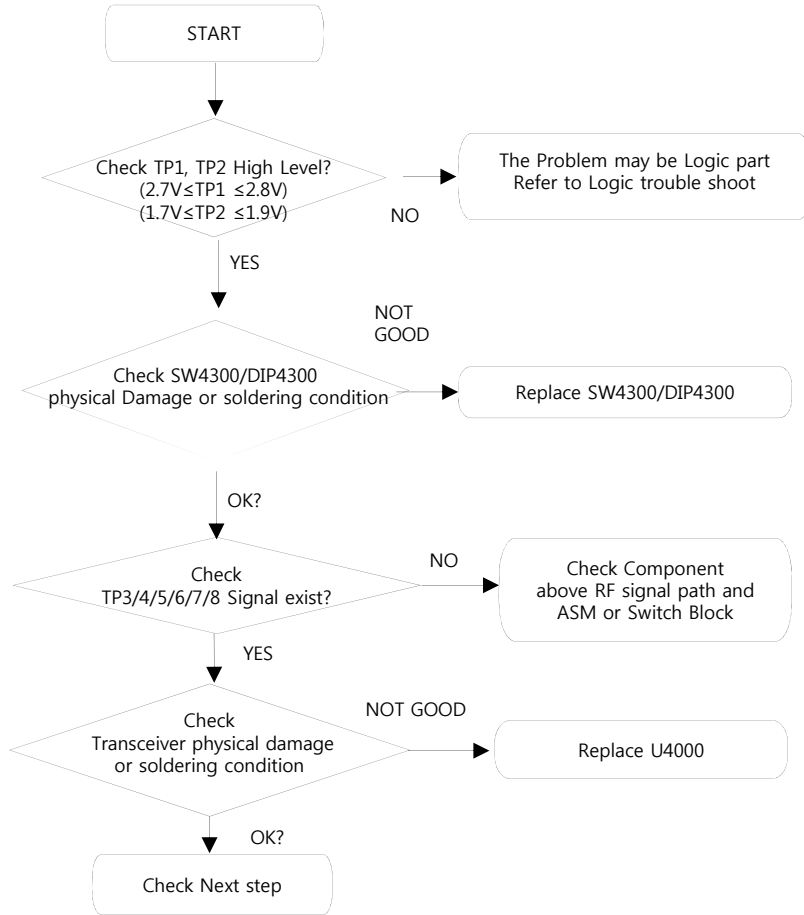 START
Check TP1, TP2 High Level?
(2.7V≤TP1 ≤2.8V)
(1.7V≤TP2 ≤1.9V)
The Problem may be Logic part
Refer to Logic trouble shoot
NO
YES
NOT
GOOD
Check SW4300/DIP4300
physical Damage or soldering condition
Replace SW4300/DIP4300
OK?
Check
TP3/4/5/6/7/8 Signal exist?
NO
Check Component
above RF signal path and
ASM or Switch Block
YES
Check
Transceiver physical damage
or soldering condition
NOT GOOD
Replace U4000
OK?
Check Next step